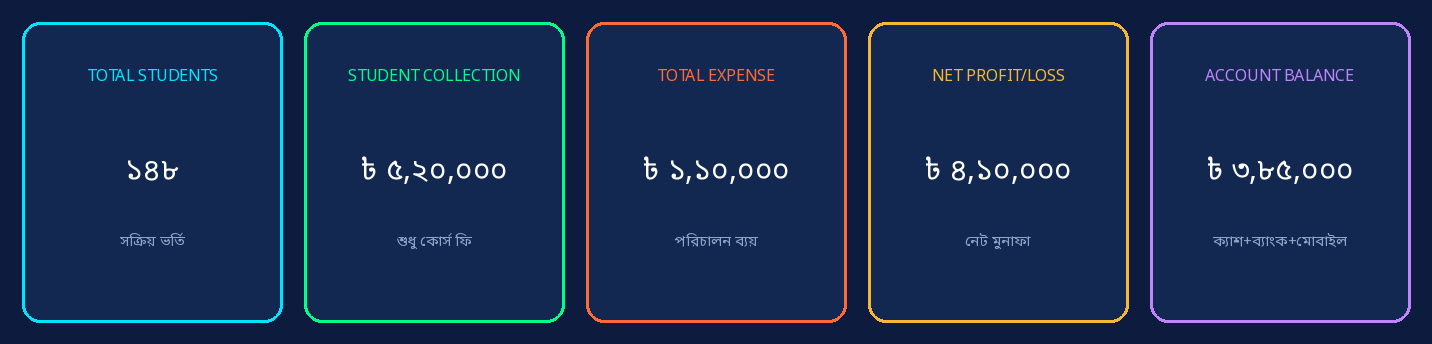 TOTAL STUDENTS
১৪৮
সক্রিয় ভর্তি
STUDENT COLLECTION
৳ ৫,২০,০০০
শুধু কোর্স ফি
TOTAL EXPENSE
৳ ১,১০,০০০
পরিচালন ব্যয়
NET PROFIT/LOSS
৳ ৪,১০,০০০
নেট মুনাফা
ACCOUNT BALANCE
৳ ৩,৮৫,০০০
ক্যাশ+ব্যাংক+মোবাইল